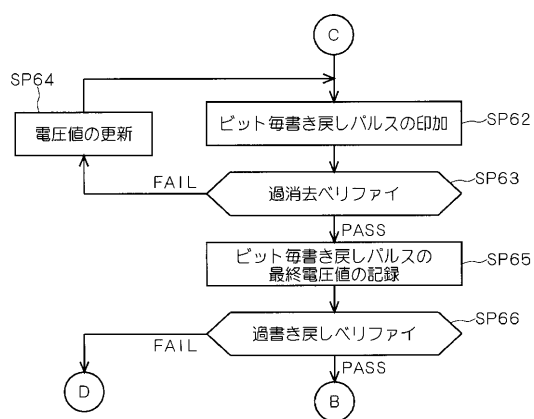 C
SP64
電圧値の更新
ビット毎書き戻しパルスの印加
SP62
FAIL
過消去ベリファイ
SP63
PASS
ビット毎書き戻しパルスの
最終電圧値の記録
SP65
過書き戻しベリファイ
SP66
FAIL
PASS
D
B